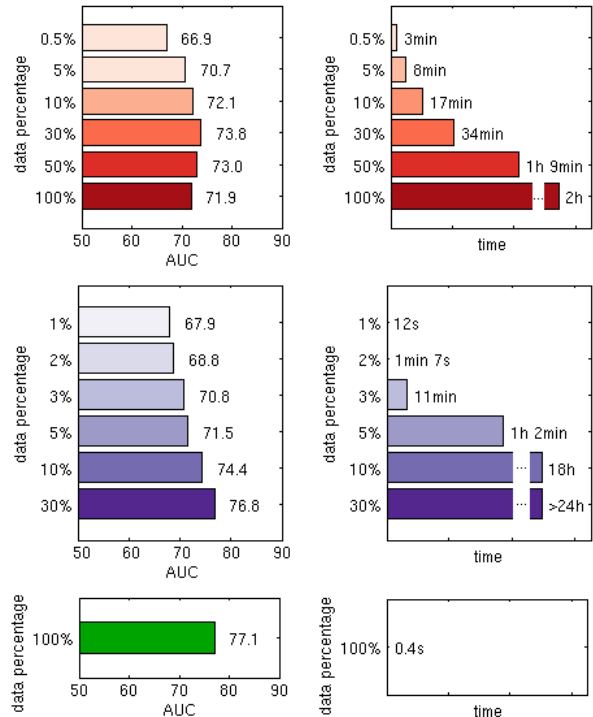 data percentage
0.5% 66.9
5% 70.7
10% 72.1
30% 73.8
50% 73.0
100% 71.9
50 60 70 80 90
AUC
data percentage
0.5% 3min
5% 8min
10% 17min
30% 34min
50% 1h 9min
100% ... 2h
time
data percentage
1% 67.9
2% 68.8
3% 70.8
5% 71.5
10% 74.4
30% 76.8
50 60 70 80 90
AUC
data percentage
1% 12s
2% 1min 7s
3% 11min
5% 1h 2min
10% ... 18h
30% ... >24h
time
data percentage
100% 77.1
50 60 70 80 90
AUC
data percentage
100% 0.4s
time